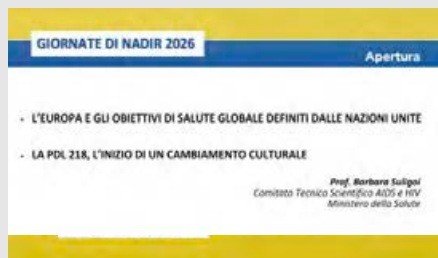 GIORNATE DI NADIR 2026
Apertura
- L'EUROPA E GLI OBIETTIVI DI SALUTE GLOBALE DEFINITI DALLE NAZIONI UNITE
- LA PDL 218, L'INIZIO DI UN CAMBIAMENTO CULTURALE
Prof. Barbara Suligoi
Comitato Tecnico Scientifico AIDS e HIV
Ministero della Salute